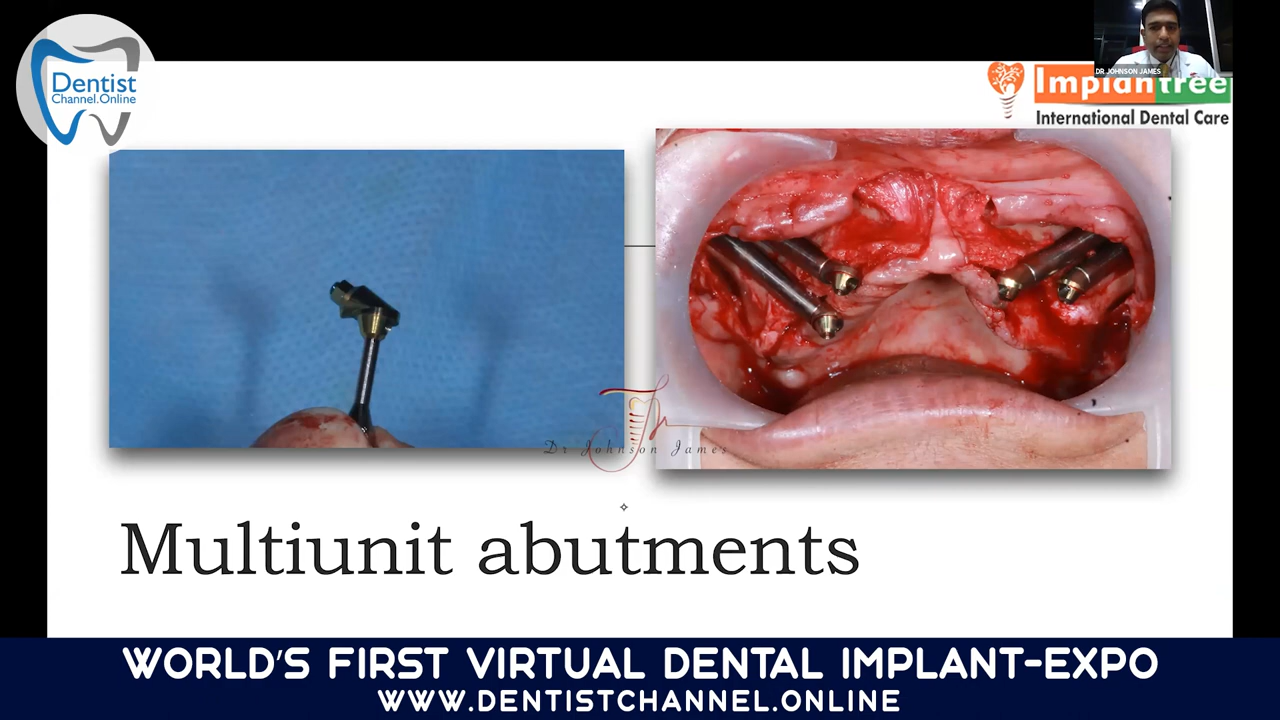 Dentist
Channel.Online
DR JOHNSON JAMES
Implantree
International Dental Care
Dr Johnson James
Multiunit abutments
WORLD'S FIRST VIRTUAL DENTAL IMPLANT-EXPO
WWW.DENTISTCHANNEL.ONLINE